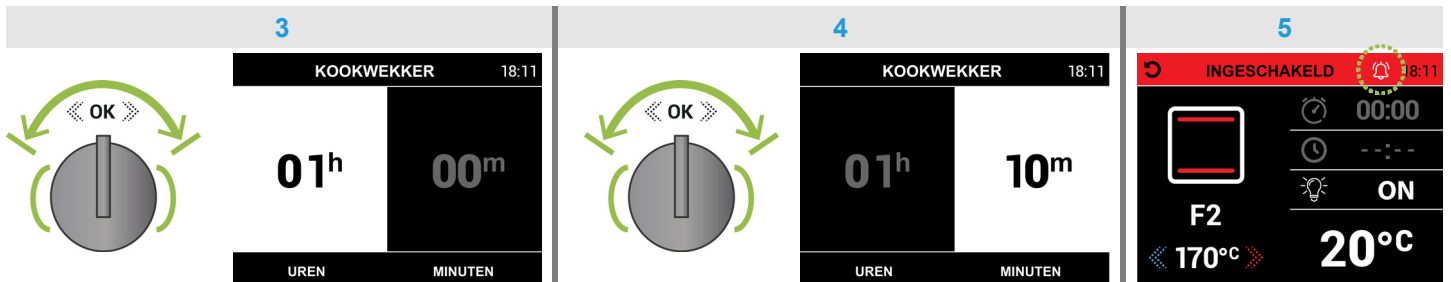 3
OK
KOOKWEKKER 18:11
01h 00m
UREN MINUTEN
4
OK
KOOKWEKKER 18:11
01h 10m
UREN MINUTEN
5
INGESCHAKELD 18:11
00:00
--:--
ON
F2
170°C
20°C